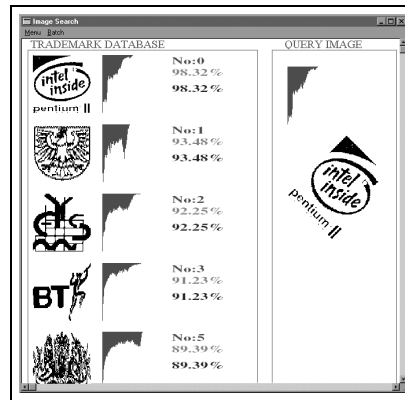 Image Search
Menu Batch
TRADEMARK DATABASE
QUERY IMAGE
intel
inside
pentium II
No:0
98.32%
98.32%
No:1
93.48%
93.48%
No:2
92.25%
92.25%
BT
No:3
91.23%
91.23%
No:5
89.39%
89.39%
intel
inside
pentium II